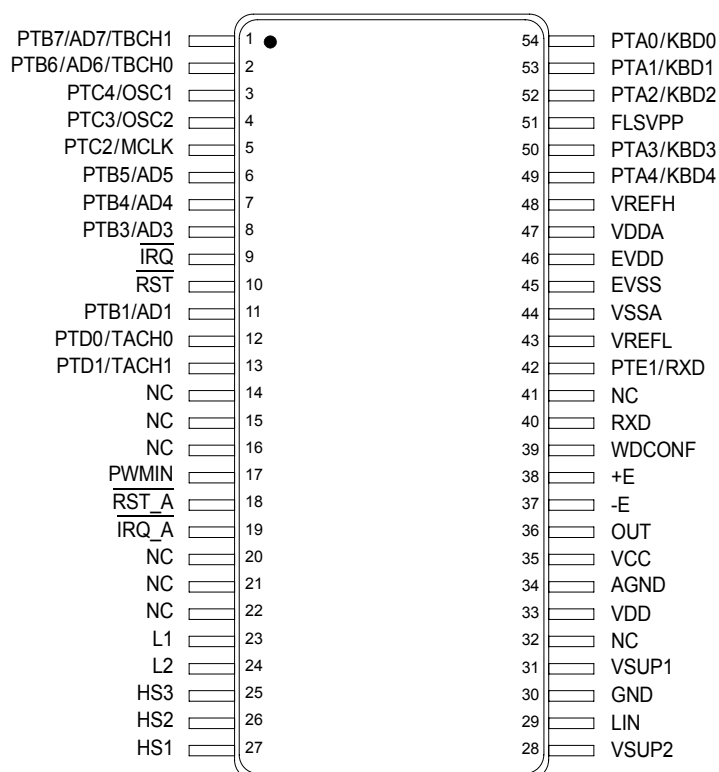 PTB7/AD7/TBCH1 1 54 PTA0/KBD0
PTB6/AD6/TBCH0 2 53 PTA1/KBD1
PTC4/OSC1 3 52 PTA2/KBD2
PTC3/OSC2 4 51 FLSVPP
PTC2/MCLK 5 50 PTA3/KBD3
PTB5/AD5 6 49 PTA4/KBD4
PTB4/AD4 7 48 VREFH
PTB3/AD3 8 47 VDDA
IRQ 9 46 EVDD
RST 10 45 EVSS
PTB1/AD1 11 44 VSSA
PTD0/TACH0 12 43 VREFL
PTD1/TACH1 13 42 PTE1/RXD
NC 14 41 NC
NC 15 40 RXD
NC 16 39 WDCONF
PWMIN 17 38 +E
RST_A 18 37 -E
IRQ_A 19 36 OUT
NC 20 35 VCC
NC 21 34 AGND
NC 22 33 VDD
L1 23 32 NC
L2 24 31 VSUP1
HS3 25 30 GND
HS2 26 29 LIN
HS1 27 28 VSUP2